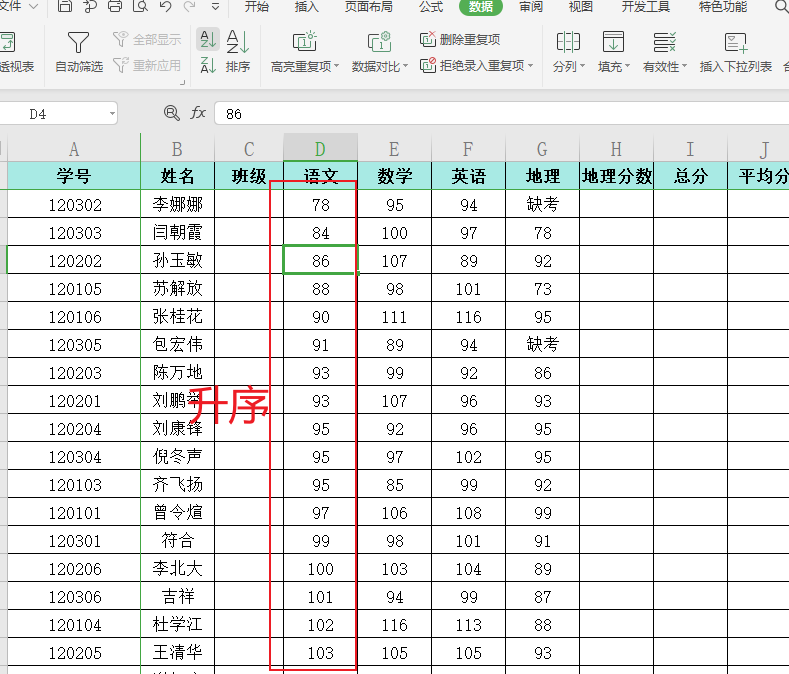 文件 开始 插入 页面布局 公式 数据 审阅 视图 开发工具 特色功能
透视表 自动筛选 全部显示 重新应用 排序 高亮重复项 数据对比 删除重复项 拒绝录入重复项 分列 填充 有效性 插入下拉列表
D4 fx 86
A B C D E F G H I J
学号 姓名 班级 语文 数学 英语 地理 地理分数 总分 平均分
120302 李娜娜 78 95 94 缺考
120303 闫朝霞 84 100 97 78
120202 孙玉敏 86 107 89 92
120105 苏解放 88 98 101 73
120106 张桂花 90 111 116 95
120305 包宏伟 91 89 94 缺考
120203 陈万地 93 99 92 86
120201 刘鹏举 93 107 96 93
升序
120204 刘康锋 95 92 96 95
120304 倪冬声 95 97 102 95
120103 齐飞扬 95 85 99 92
120101 曾令煊 97 106 108 99
120301 符合 99 98 101 91
120206 李北大 100 103 104 89
120306 吉祥 101 94 99 87
120104 杜学江 102 116 113 88
120205 王清华 103 105 105 93